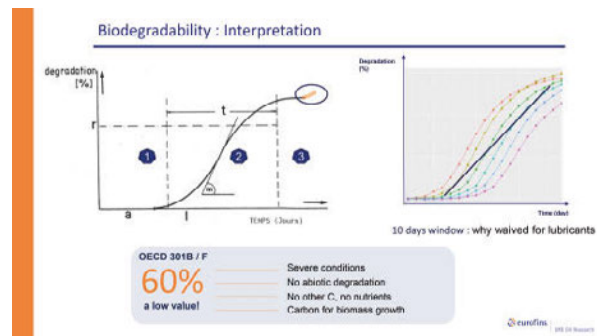 Biodegradability : Interpretation
degradation
[%]
t
r
1
2
3
m
a
l
TEMPS (Jours)
Degradation
(%)
Time (day)
10 days window : why waived for lubricants
OECD 301B / F
60%
a low value!
Severe conditions
No abiotic degradation
No other C, no nutrients
Carbon for biomass growth
eurofins